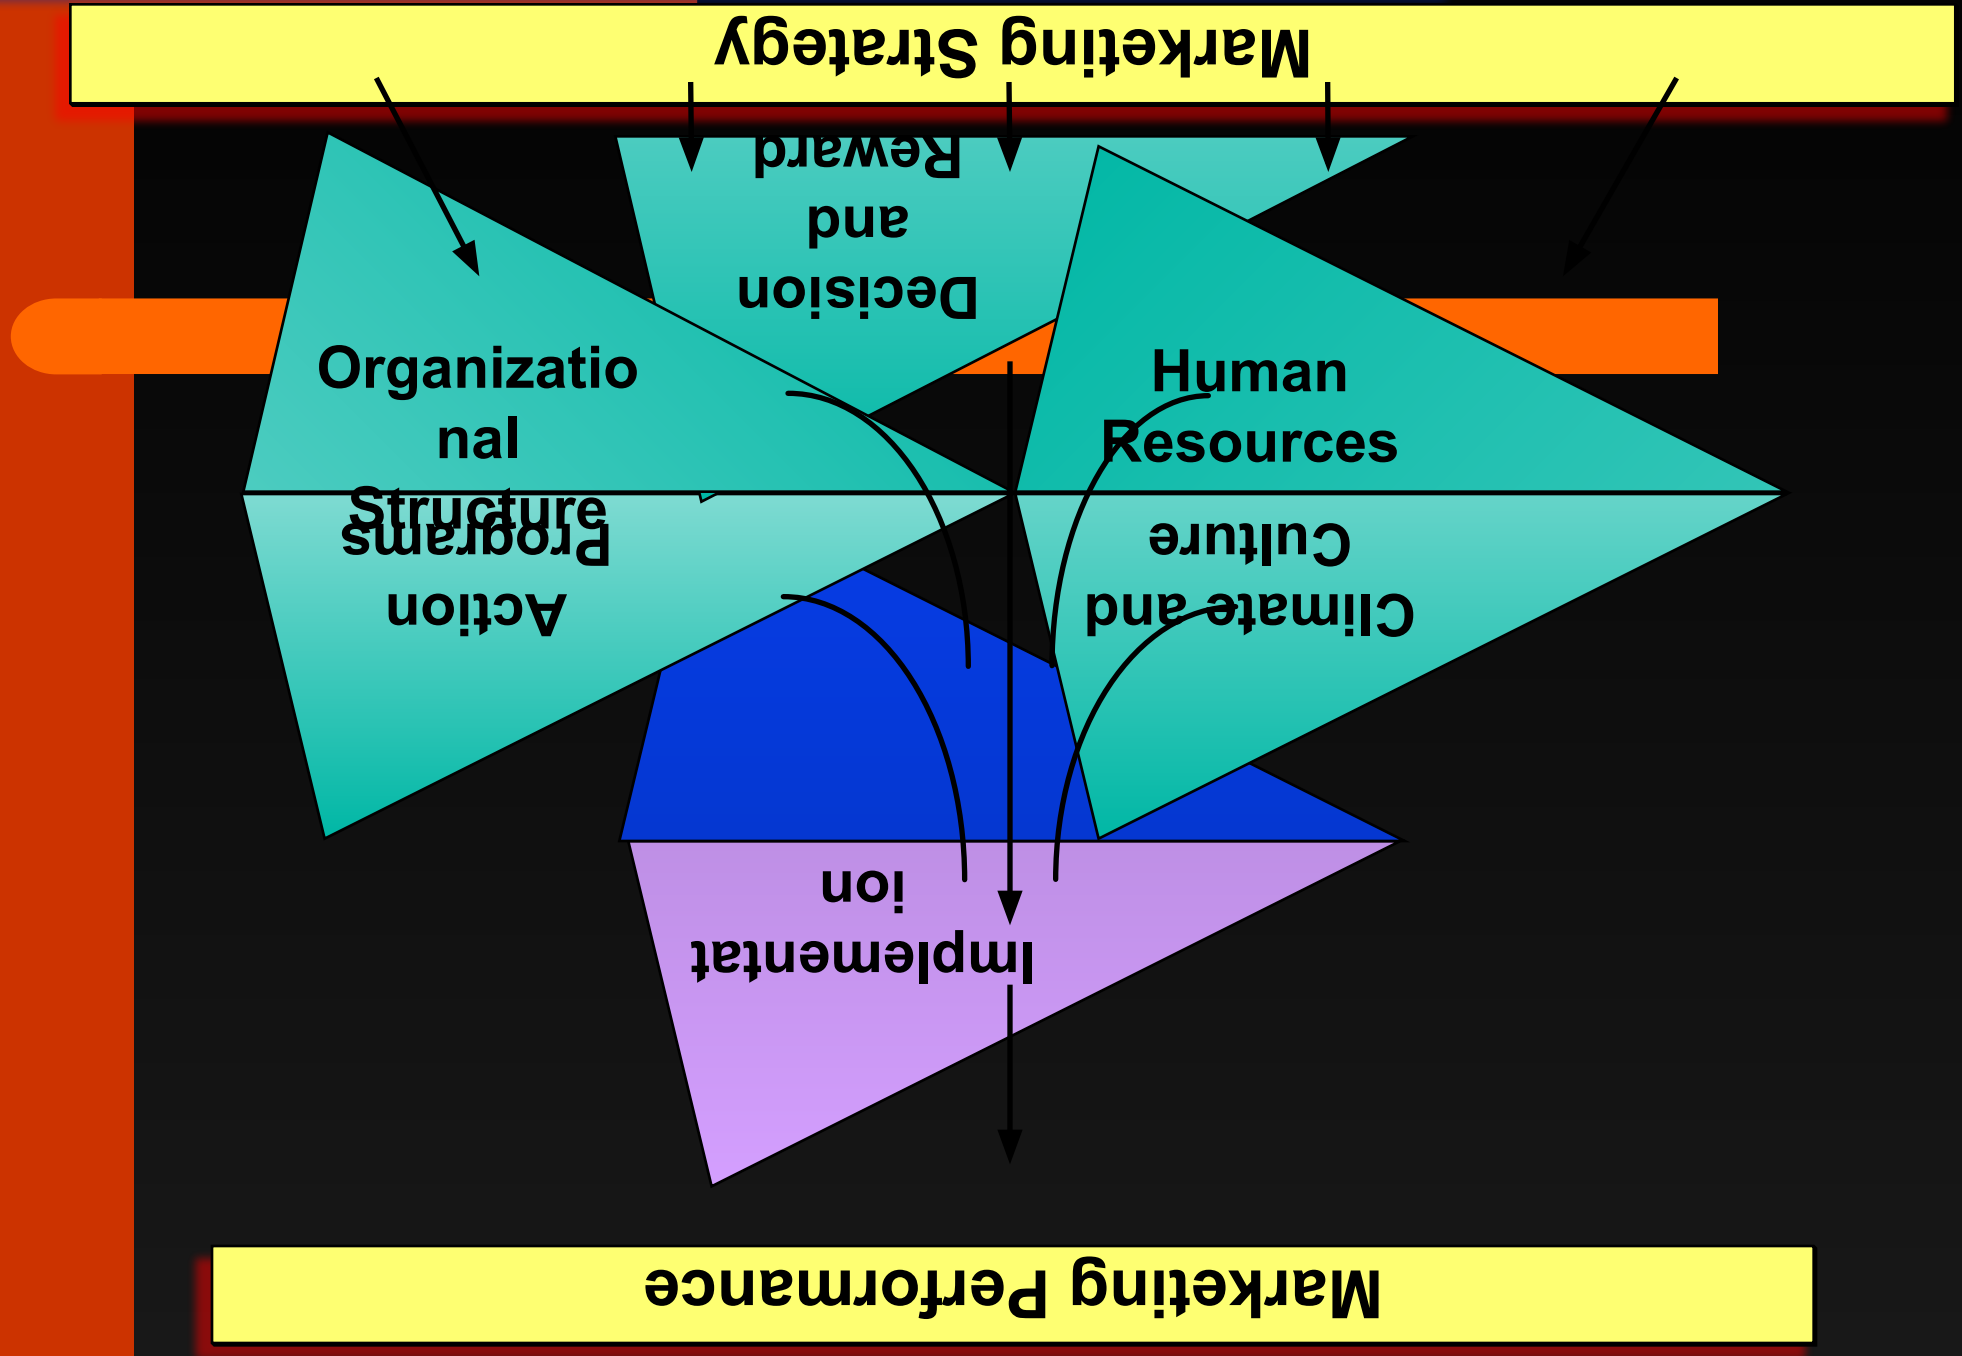 Marketing Strategy
Decision
and
Reward
Organizatio
nal
Structure
Human
Resources
Action
Programs
Climate and
Culture
Implementat
ion
Marketing Performance